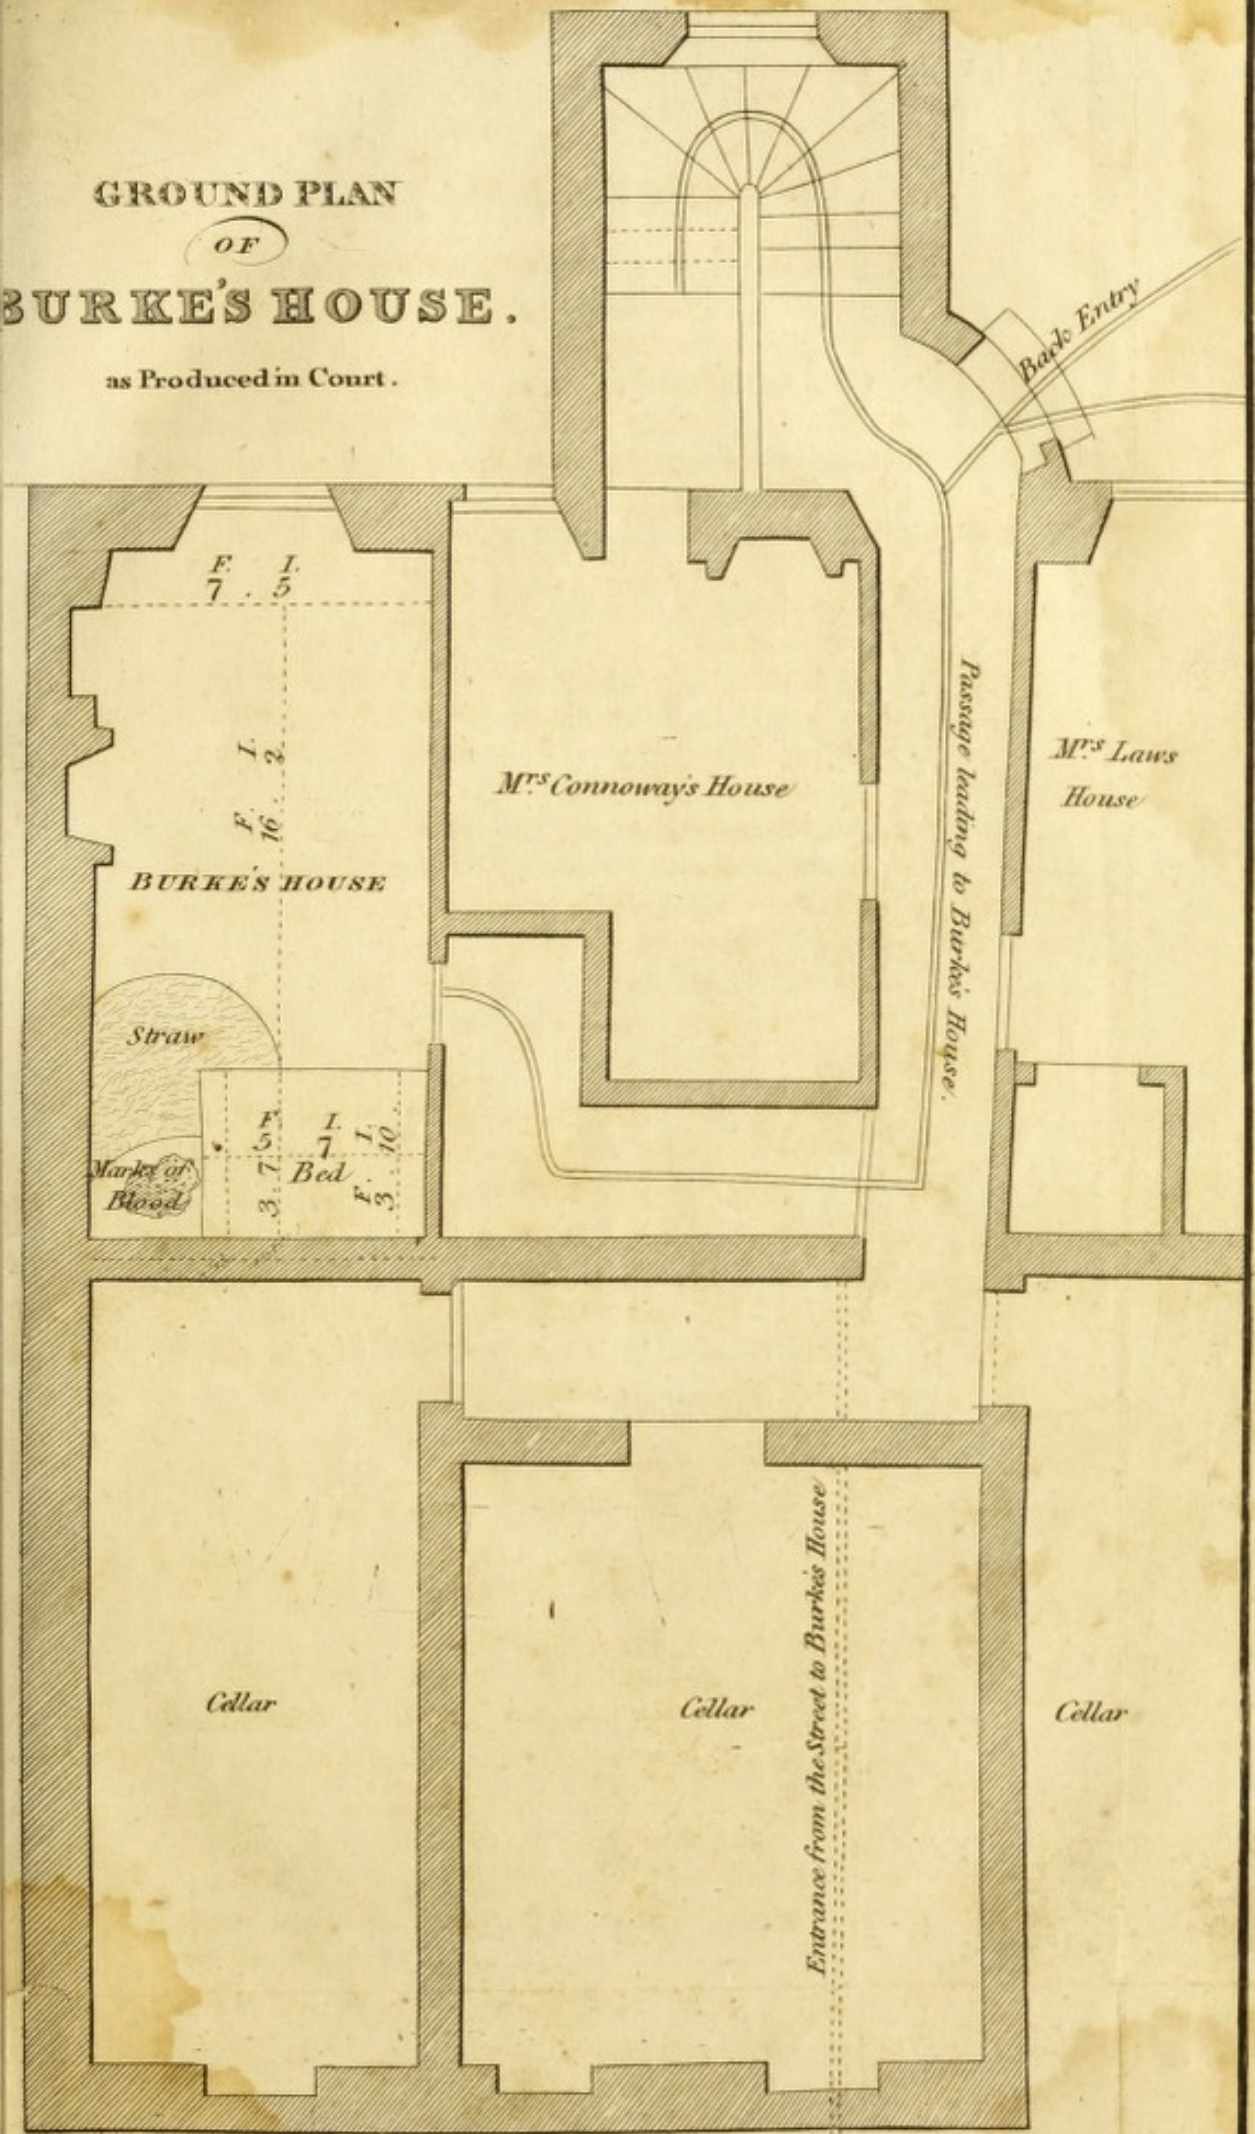 GROUND PLAN
OF
BURKE'S HOUSE.
as Produced in Court.
Back Entry
F. I.
7 . 5
F. I.
16 . 2
BURKE'S HOUSE
Mrs. Connoway's House
Passage leading to Burke's House.
Mrs. Laws
House
Straw
F. I.
5 7
Bed
3 . 7
F. I.
3 . 10
Marks of
Blood
Cellar
Cellar
Entrance from the Street to Burke's House
Cellar